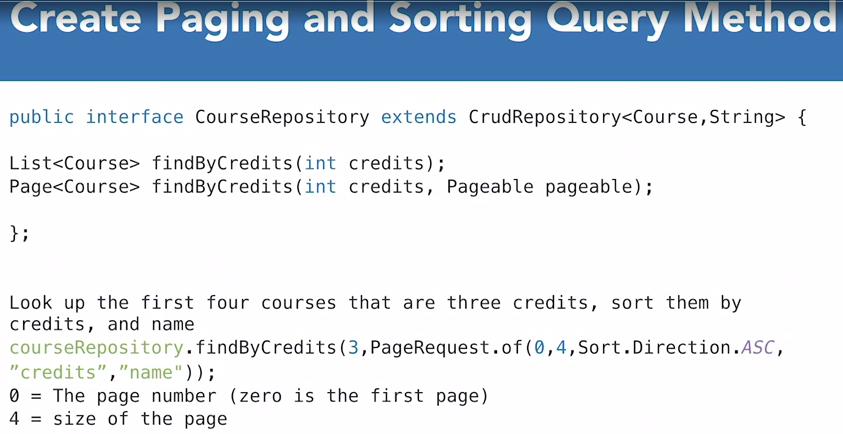 Create Paging and Sorting Query Method
public interface CourseRepository extends CrudRepository<Course,String> {
List<Course> findByCredits(int credits);
Page<Course> findByCredits(int credits, Pageable pageable);
};
Look up the first four courses that are three credits, sort them by
credits, and name
courseRepository.findByCredits(3,PageRequest.of(0,4,Sort.Direction.ASC,
”credits”,”name"));
0 = The page number (zero is the first page)
4 = size of the page